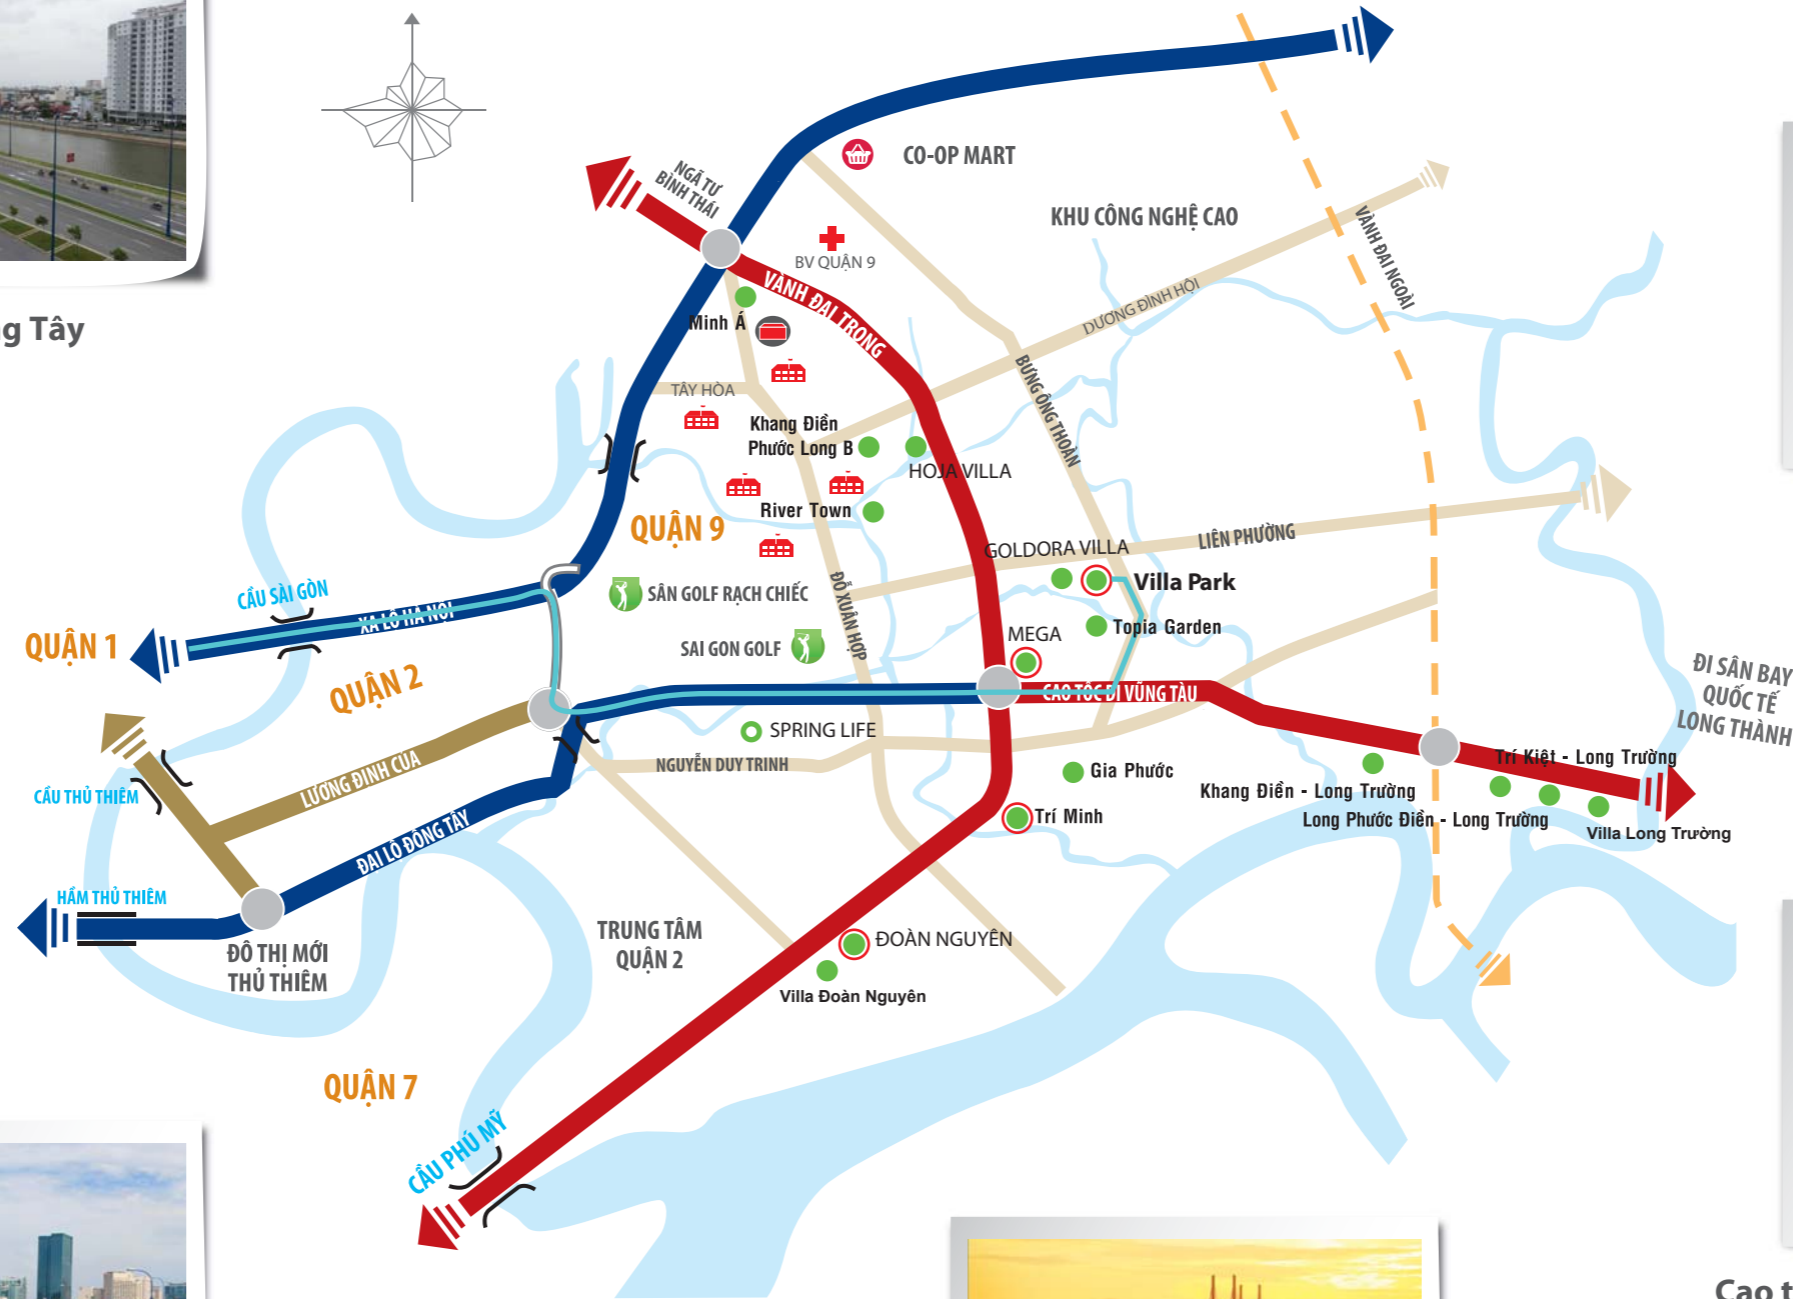 ng Tây
CO-OP MART
NGÃ TƯ
BÌNH THÁI
KHU CÔNG NGHỆ CAO
BV QUẬN 9
VÀNH ĐAI NGOÀI
VÀNH ĐAI TRONG
DƯƠNG ĐÌNH HỘI
Minh Á
BƯNG ÔNG THOÀN
TÂY HÒA
Khang Điền
Phước Long B
HOJA VILLA
River Town
QUẬN 9
LIÊN PHƯỜNG
GOLDORA VILLA
Villa Park
CẦU SÀI GÒN
XA LỘ HÀ NỘI
SÂN GOLF RẠCH CHIẾC
ĐỖ XUÂN HỢP
QUẬN 1
SAI GON GOLF
MEGA
Topia Garden
QUẬN 2
CAO TỐC ĐI VŨNG TÀU
ĐI SÂN BAY
QUỐC TẾ
LONG THÀNH
SPRING LIFE
NGUYỄN DUY TRINH
Gia Phước
Trí Kiệt - Long Trường
Khang Điền - Long Trường
CẦU THỦ THIÊM
LƯƠNG ĐỊNH CỦA
Trí Minh
Long Phước Điền - Long Trường
Villa Long Trường
ĐẠI LỘ ĐÔNG TÂY
HẦM THỦ THIÊM
ĐÔ THỊ MỚI
THỦ THIÊM
TRUNG TÂM
QUẬN 2
ĐOÀN NGUYÊN
Villa Đoàn Nguyên
QUẬN 7
CẦU PHÚ MỸ
Cao t